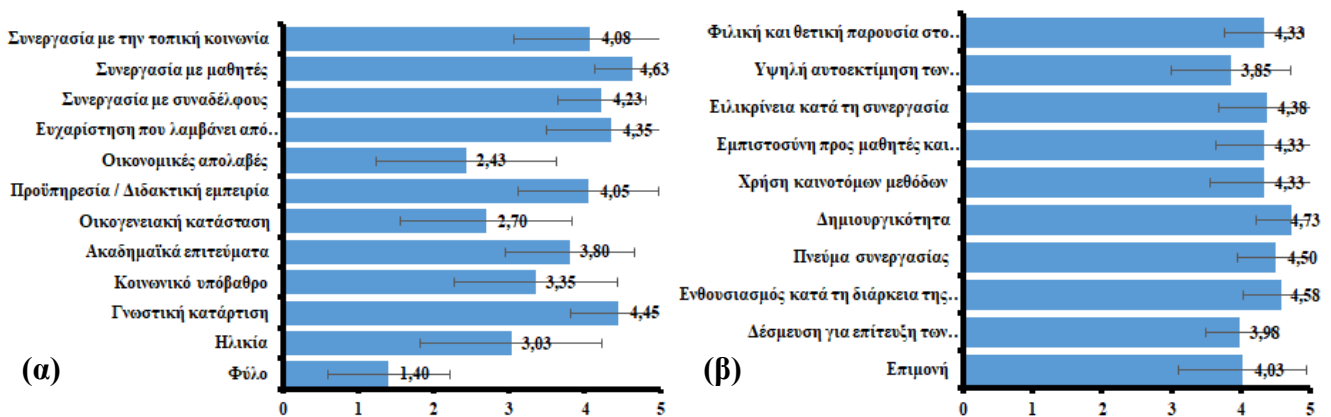 Συνεργασία με την τοπική κοινωνία 4,08
Συνεργασία με μαθητές 4,63
Συνεργασία με συναδέλφους 4,23
Ευχαρίστηση που λαμβάνει από.. 4,35
Οικονομικές απολαβές 2,43
Προϋπηρεσία / Διδακτική εμπειρία 4,05
Οικογενειακή κατάσταση 2,70
Ακαδημαϊκά επιτεύματα 3,80
Κοινωνικό υπόβαθρο 3,35
Γνωστική κατάρτιση 4,45
Ηλικία 3,03
Φύλο 1,40
0 1 2 3 4 5
(α)
Φιλική και θετική παρουσία στο.. 4,33
Υψηλή αυτοεκτίμηση των.. 3,85
Ειλικρίνεια κατά τη συνεργασία 4,38
Εμπιστοσύνη προς μαθητές και.. 4,33
Χρήση καινοτόμων μεθόδων 4,33
Δημιουργικότητα 4,73
Πνεύμα συνεργασίας 4,50
Ενθουσιασμός κατά τη διάρκεια της.. 4,58
Δέσμευση για επίτευξη των.. 3,98
Επιμονή 4,03
0 1 2 3 4 5
(β)